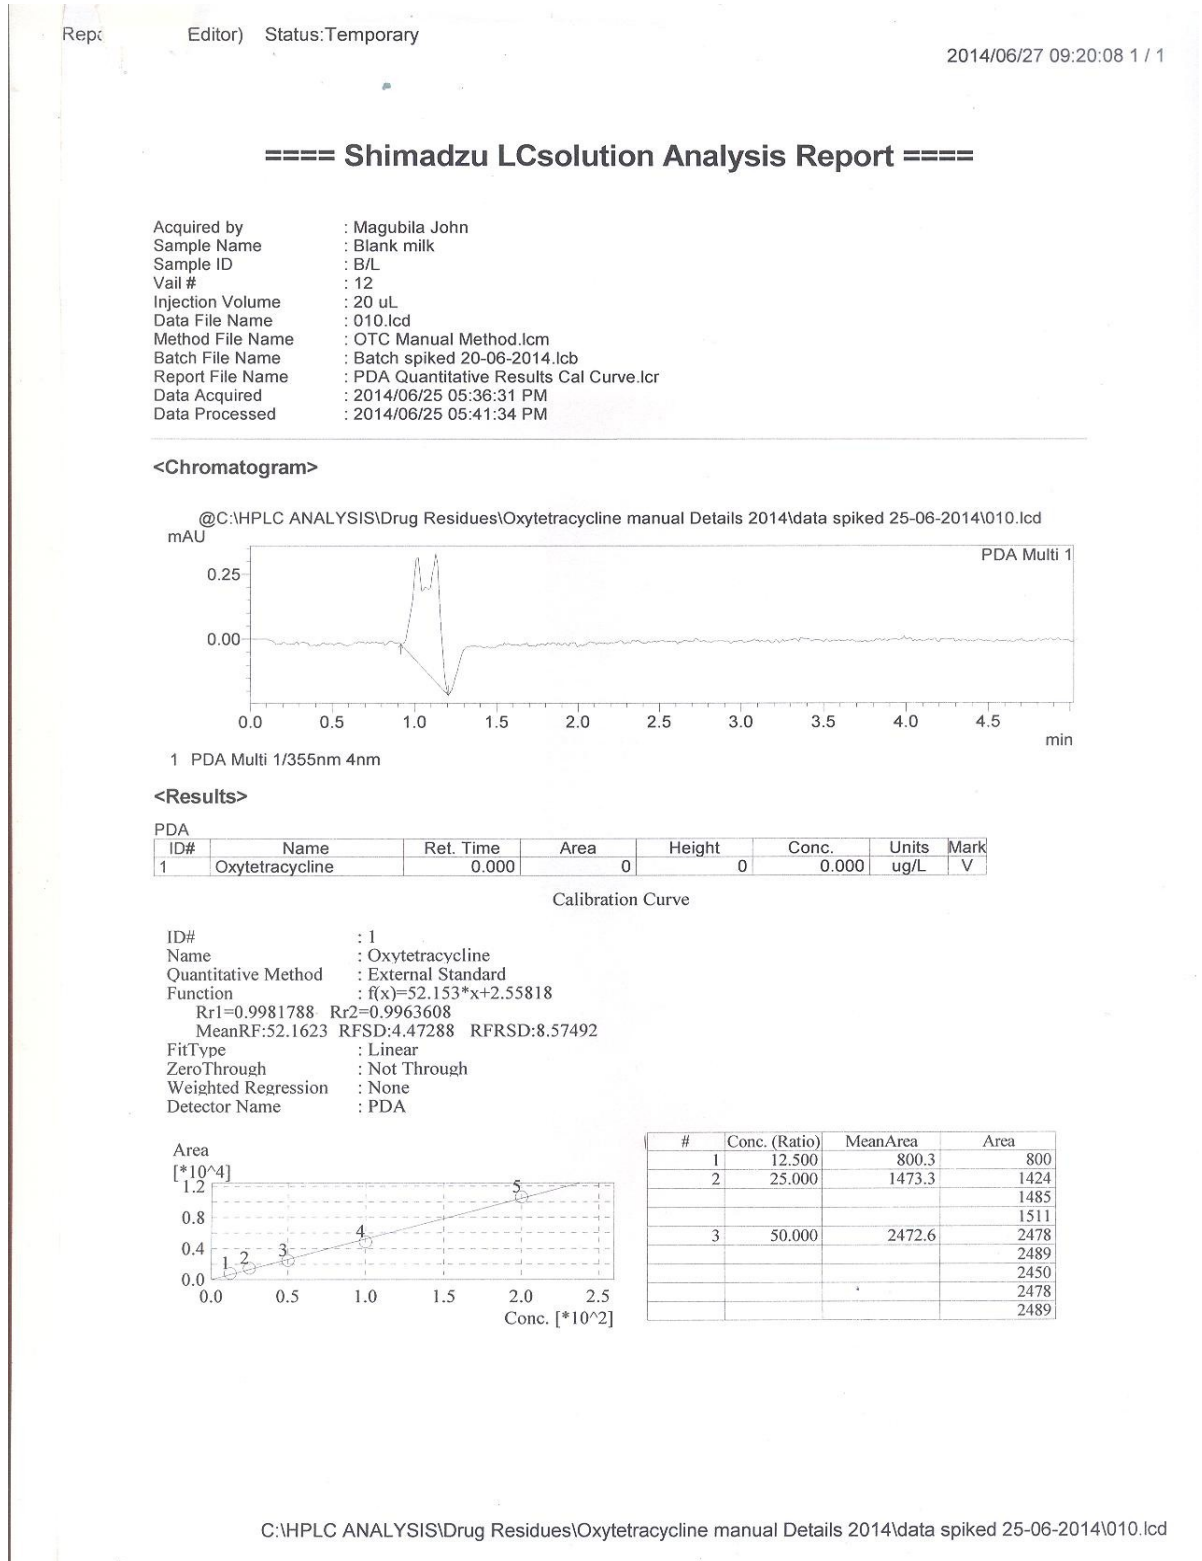 Editor) Status:Temporary
2014/06/27 09:20:08 1 / 1
==== Shimadzu LCsolution Analysis Report ====
Acquired by : Magubila John
Sample Name : Blank milk
Sample ID : B/L
Vail # : 12
Injection Volume : 20 uL
Data File Name : 010.lcd
Method File Name : OTC Manual Method.lcm
Batch File Name : Batch spiked 20-06-2014.lcb
Report File Name : PDA Quantitative Results Cal Curve.lcr
Data Acquired : 2014/06/25 05:36:31 PM
Data Processed : 2014/06/25 05:41:34 PM
<Chromatogram>
@C:\HPLC ANALYSIS\Drug Residues\Oxytetracycline manual Details 2014\data spiked 25-06-2014\010.lcd
mAU
PDA Multi 1
0.25
0.00
0.0 0.5 1.0 1.5 2.0 2.5 3.0 3.5 4.0 4.5
min
1 PDA Multi 1/355nm 4nm
<Results>
PDA
ID# Name Ret. Time Area Height Conc. Units Mark
1 Oxytetracycline 0.000 0 0 0.000 ug/L V
Calibration Curve
ID# : 1
Name : Oxytetracycline
Quantitative Method : External Standard
Function : f(x)=52.153*x+2.55818
Rr1=0.9981788 Rr2=0.9963608
MeanRF:52.1623 RFSD:4.47288 RFRSD:8.57492
FitType : Linear
ZeroThrough : Not Through
Weighted Regression : None
Detector Name : PDA
Area
[*10^4]
1.2
0.8
0.4
0.0
1 2 3 4 5
0.0 0.5 1.0 1.5 2.0 2.5
Conc. [*10^2]
# Conc. (Ratio) MeanArea Area
1 12.500 800.3 800
2 25.000 1473.3 1424
1485
1511
3 50.000 2472.6 2478
2489
2450
2478
2489
C:\HPLC ANALYSIS\Drug Residues\Oxytetracycline manual Details 2014\data spiked 25-06-2014\010.lcd